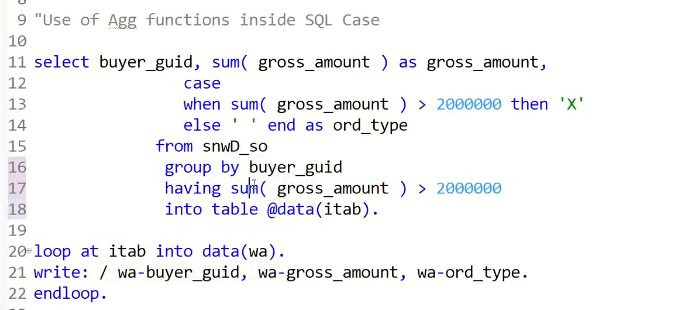 9 "Use of Agg functions inside SQL Case
10
11 select buyer_guid, sum( gross_amount ) as gross_amount,
12 case
13 when sum( gross_amount ) > 2000000 then 'X'
14 else ' ' end as ord_type
15 from snwD_so
16 group by buyer_guid
17 having sum( gross_amount ) > 2000000
18 into table @data(itab).
19
20 loop at itab into data(wa).
21 write: / wa-buyer_guid, wa-gross_amount, wa-ord_type.
22 endloop.